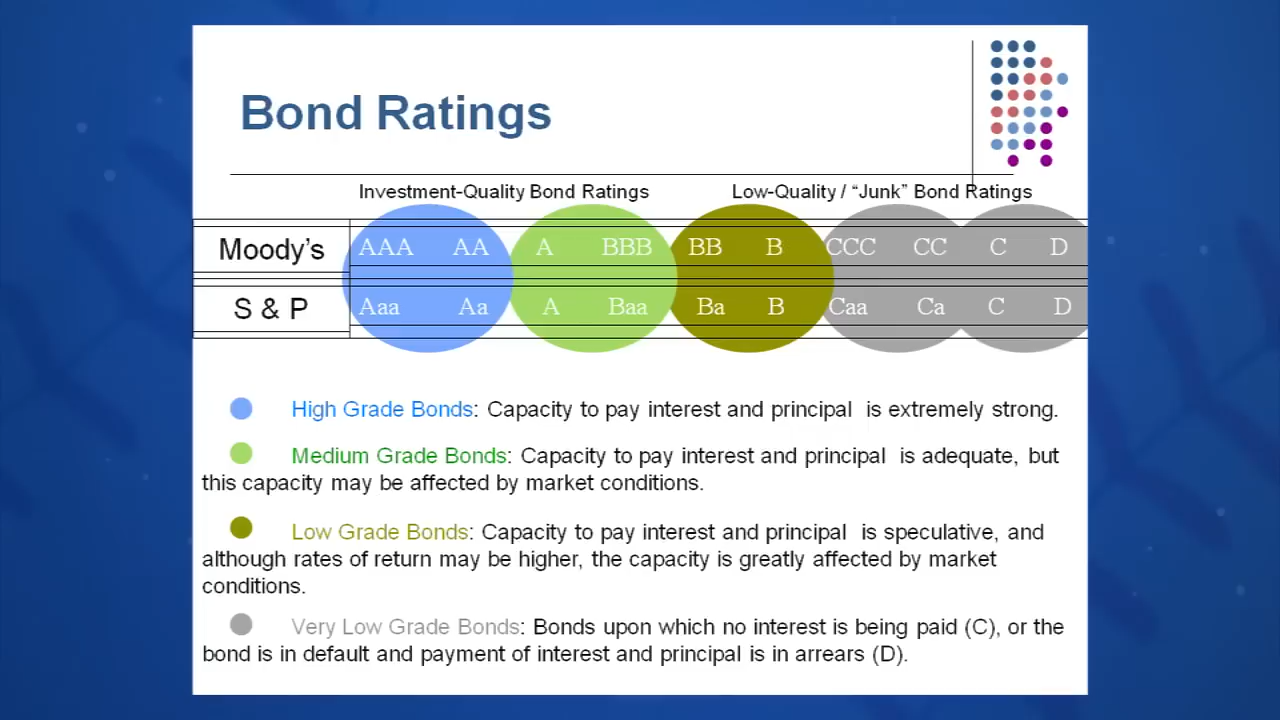 Bond Ratings
Investment-Quality Bond Ratings Low-Quality / “Junk” Bond Ratings
Moody’s AAA AA A BBB BB B CCC CC C D
S & P Aaa Aa A Baa Ba B Caa Ca C D
High Grade Bonds: Capacity to pay interest and principal is extremely strong.
Medium Grade Bonds: Capacity to pay interest and principal is adequate, but
this capacity may be affected by market conditions.
Low Grade Bonds: Capacity to pay interest and principal is speculative, and
although rates of return may be higher, the capacity is greatly affected by market
conditions.
Very Low Grade Bonds: Bonds upon which no interest is being paid (C), or the
bond is in default and payment of interest and principal is in arrears (D).